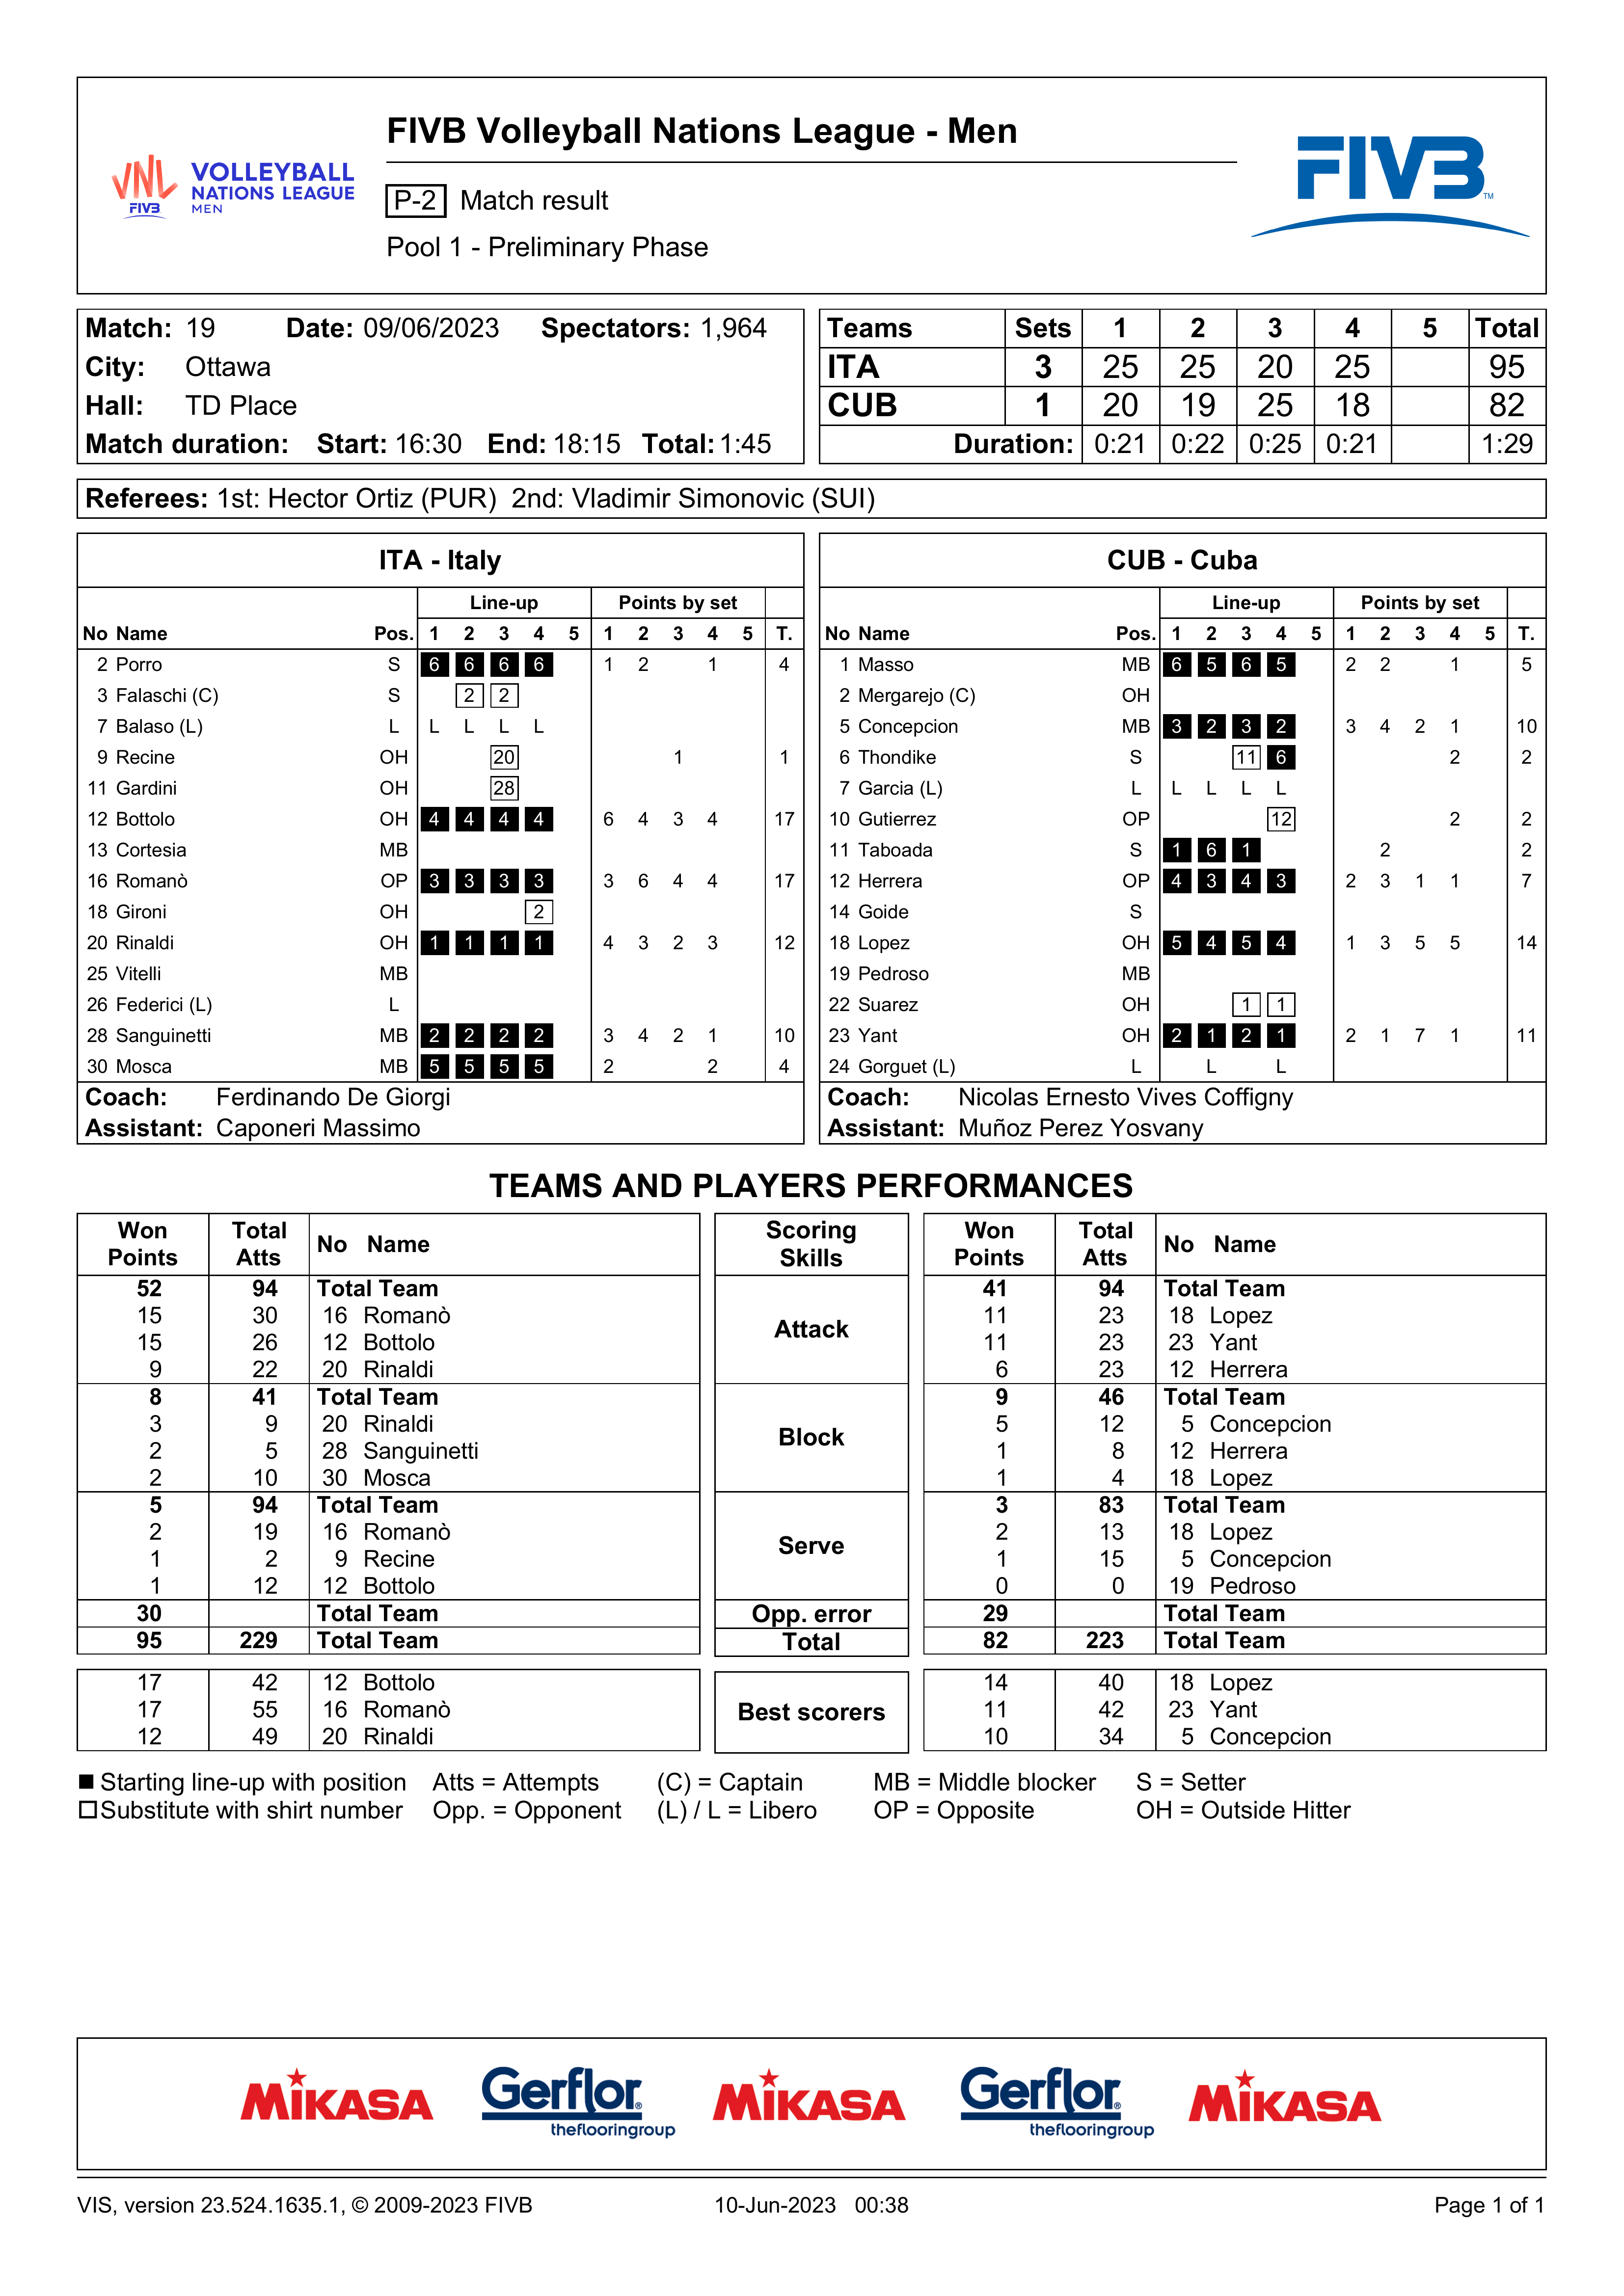 FIVB Volleyball Nations League - Men
VNL FIVB VOLLEYBALL NATIONS LEAGUE MEN
P-2 Match result
Pool 1 - Preliminary Phase
FIVB TM
Match: 19 Date: 09/06/2023 Spectators: 1,964
City: Ottawa
Hall: TD Place
Match duration: Start: 16:30 End: 18:15 Total: 1:45
Teams Sets 1 2 3 4 5 Total
ITA 3 25 25 20 25 95
CUB 1 20 19 25 18 82
Duration: 0:21 0:22 0:25 0:21 1:29
Referees: 1st: Hector Ortiz (PUR) 2nd: Vladimir Simonovic (SUI)
ITA - Italy
Line-up Points by set
No Name Pos. 1 2 3 4 5 1 2 3 4 5 T.
2 Porro S 6 6 6 6 1 2 1 4
3 Falaschi (C) S 2 2
7 Balaso (L) L L L L L
9 Recine OH 20 1 1
11 Gardini OH 28
12 Bottolo OH 4 4 4 4 6 4 3 4 17
13 Cortesia MB
16 Romanò OP 3 3 3 3 3 6 4 4 17
18 Gironi OH 2
20 Rinaldi OH 1 1 1 1 4 3 2 3 12
25 Vitelli MB
26 Federici (L) L
28 Sanguinetti MB 2 2 2 2 3 4 2 1 10
30 Mosca MB 5 5 5 5 2 2 4
Coach: Ferdinando De Giorgi
Assistant: Caponeri Massimo
CUB - Cuba
Line-up Points by set
No Name Pos. 1 2 3 4 5 1 2 3 4 5 T.
1 Masso MB 6 5 6 5 2 2 1 5
2 Mergarejo (C) OH
5 Concepcion MB 3 2 3 2 3 4 2 1 10
6 Thondike S 11 6 2 2
7 Garcia (L) L L L L L
10 Gutierrez OP 12 2 2
11 Taboada S 1 6 1 2 2
12 Herrera OP 4 3 4 3 2 3 1 1 7
14 Goide S
18 Lopez OH 5 4 5 4 1 3 5 5 14
19 Pedroso MB
22 Suarez OH 1 1
23 Yant OH 2 1 2 1 2 1 7 1 11
24 Gorguet (L) L L L
Coach: Nicolas Ernesto Vives Coffigny
Assistant: Muñoz Perez Yosvany
TEAMS AND PLAYERS PERFORMANCES
Won Points Total Atts No Name Scoring Skills Won Points Total Atts No Name
52 94 Total Team Attack 41 94 Total Team
15 30 16 Romanò 11 23 18 Lopez
15 26 12 Bottolo 11 23 23 Yant
9 22 20 Rinaldi 6 23 12 Herrera
8 41 Total Team Block 9 46 Total Team
3 9 20 Rinaldi 5 12 5 Concepcion
2 5 28 Sanguinetti 1 8 12 Herrera
2 10 30 Mosca 1 4 18 Lopez
5 94 Total Team Serve 3 83 Total Team
2 19 16 Romanò 2 13 18 Lopez
1 2 9 Recine 1 15 5 Concepcion
1 12 12 Bottolo 0 0 19 Pedroso
30 Total Team Opp. error 29 Total Team
95 229 Total Team Total 82 223 Total Team
17 42 12 Bottolo Best scorers 14 40 18 Lopez
17 55 16 Romanò 11 42 23 Yant
12 49 20 Rinaldi 10 34 5 Concepcion
Starting line-up with position Atts = Attempts (C) = Captain MB = Middle blocker S = Setter
Substitute with shirt number Opp. = Opponent (L) / L = Libero OP = Opposite OH = Outside Hitter
MIKASA Gerflor® theflooringgroup MIKASA Gerflor® theflooringgroup MIKASA
VIS, version 23.524.1635.1, © 2009-2023 FIVB 10-Jun-2023 00:38 Page 1 of 1